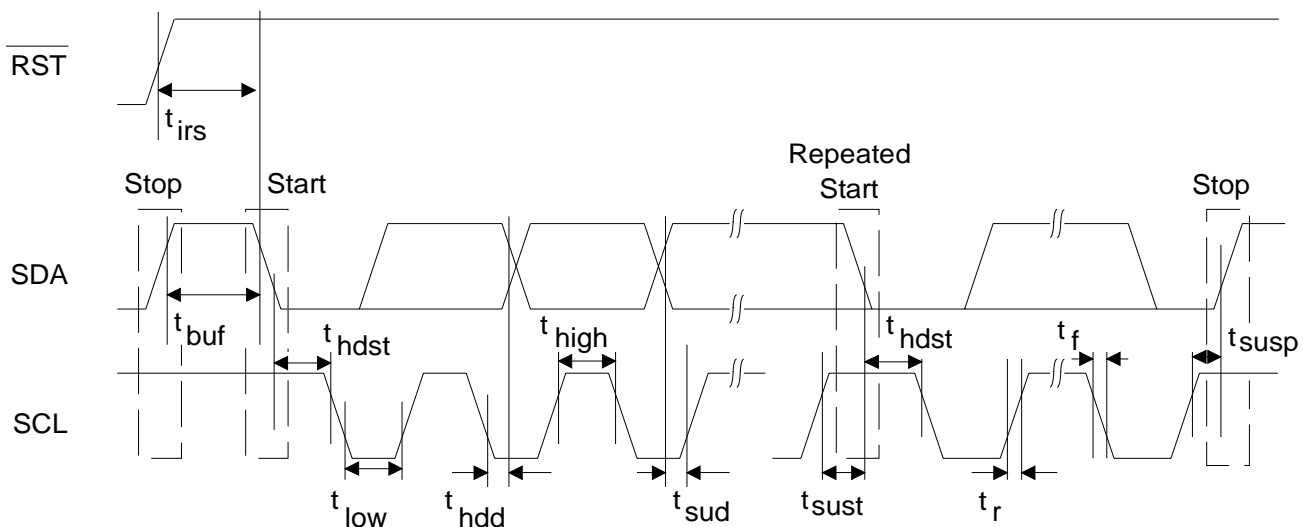 RST
t irs
Repeated
Start
Stop
Start
Stop
SDA
t buf
t hdst
t high
t hdst
t f
t susp
SCL
t low
t hdd
t sud
t sust
t r